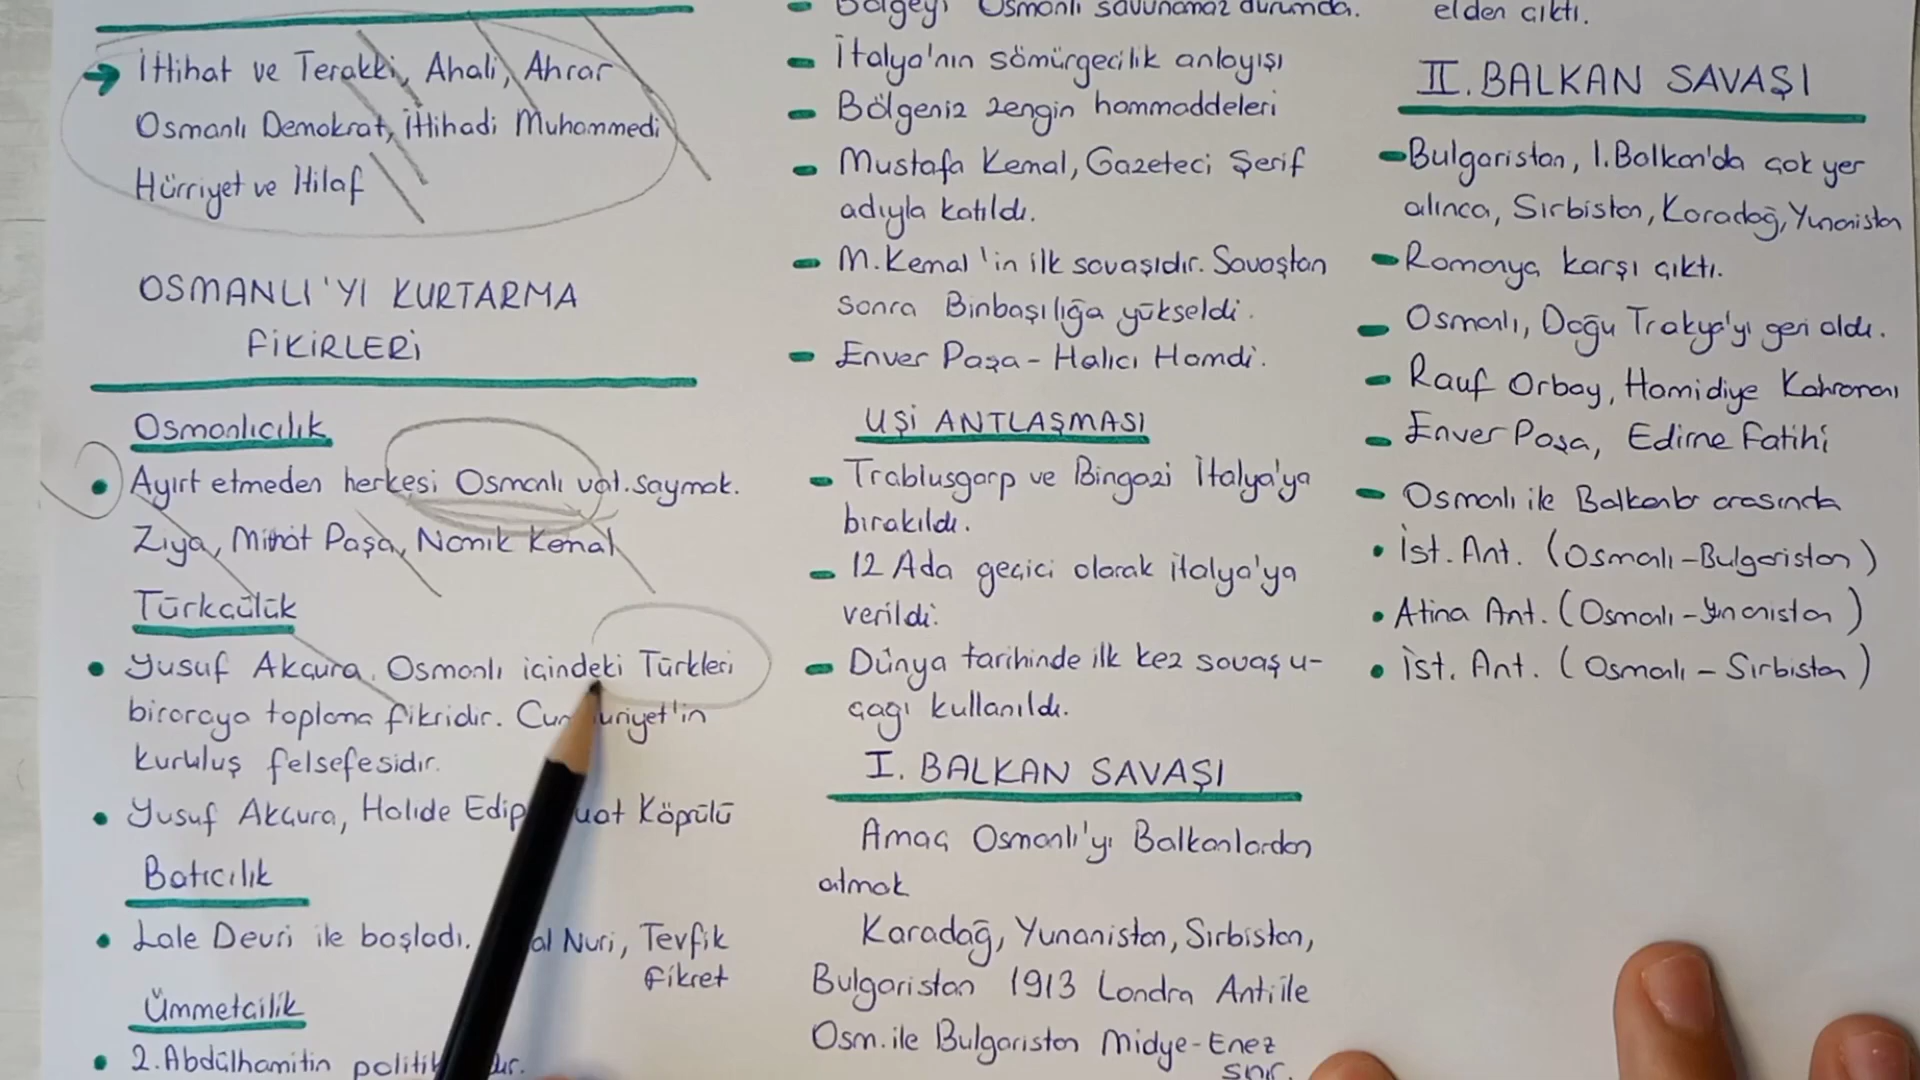 → İttihat ve Terakki, Ahali, Ahrar
Osmanlı Demokrat, İttihadi Muhammedi
Hürriyet ve İtilaf
OSMANLI'YI KURTARMA
FİKİRLERİ
Osmanlıcılık
• Ayırt etmeden herkesi Osmanlı vat. saymak.
Ziya, Mithat Paşa, Namık Kemal
Türkçülük
• Yusuf Akçura. Osmanlı içindeki Türkleri
biraraya toplama fikridir.
kuruluş felsefesidir.
• Yusuf Akçura, Halide Edip Köprülü
Batıcılık
• Lale Devri ile başladı. Nuri, Tevfik
Fikret
Ümmetçilik
• 2.Abdülhamitin
- Bölgeyi Osmanlı savunamaz durumda.
- İtalya'nın sömürgecilik anlayışı
- Bölgeniz zengin hammaddeleri
- Mustafa Kemal, Gazeteci Şerif
adıyla katıldı.
- M.Kemal'in ilk savaşıdır. Savaştan
sonra Binbaşılığa yükseldi.
- Enver Paşa - Halıcı Hamdi.
UŞİ ANTLAŞMASI
- Trablusgarp ve Bingazi İtalya'ya
bırakıldı.
- 12 Ada geçici olarak italya'ya
verildi.
- Dünya tarihinde ilk kez savaş u-
çağı kullanıldı.
I. BALKAN SAVAŞI
Amaç Osmanlı'yı Balkanlardan
atmak
Karadağ, Yunanistan, Sırbistan,
Bulgaristan 1913 Londra Ant ile
Osm. ile Bulgaristan Midye-Enez
sınır.
elden çıktı.
II. BALKAN SAVAŞI
- Bulgaristan, I.Balkan'da çok yer
alınca, Sırbistan, Karadağ, Yunanistan
- Romanya karşı çıktı.
- Osmanlı, Doğu Trakya'yı geri aldı.
- Rauf Orbay, Hamidiye Kahramanı
- Enver Paşa, Edirne Fatihi
- Osmanlı ile Balkanlar arasında
• İst. Ant. (Osmanlı-Bulgaristan)
• Atina Ant. (Osmanlı-Yunanistan)
• İst. Ant. (Osmanlı - Sırbistan)